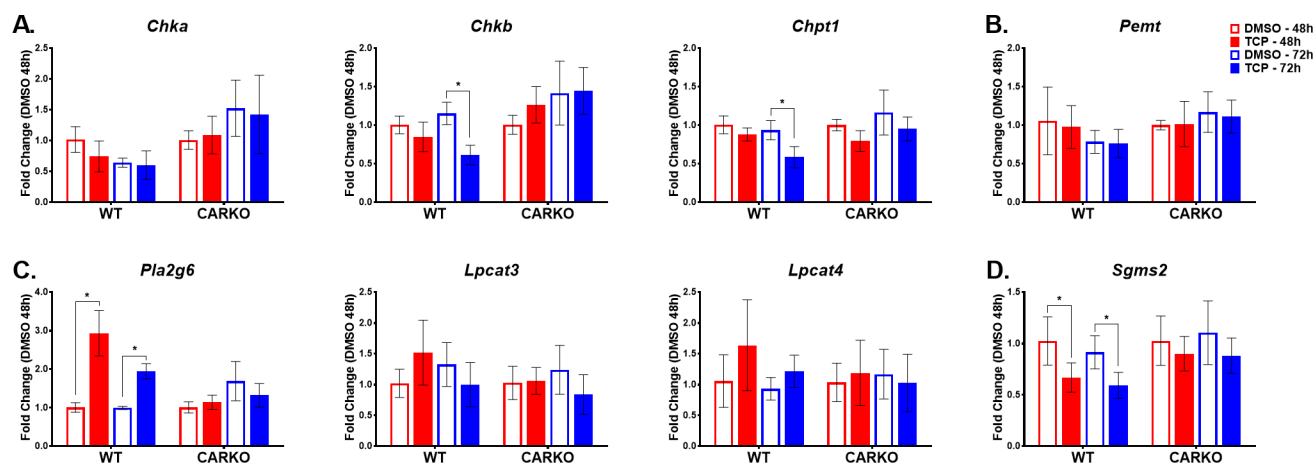 A.
Chka
Fold Change (DMSO 48h)
2.5
2.0
1.5
1.0
0.5
0.0
WT CARKO
Chkb
Fold Change (DMSO 48h)
2.0
1.5
1.0
0.5
0.0
*
WT CARKO
Chpt1
Fold Change (DMSO 48h)
2.0
1.5
1.0
0.5
0.0
*
WT CARKO
B.
Pemt
Fold Change (DMSO 48h)
2.0
1.5
1.0
0.5
0.0
WT CARKO
DMSO - 48h
TCP - 48h
DMSO - 72h
TCP - 72h
C.
Pla2g6
Fold Change (DMSO 48h)
4.0
3.0
2.0
1.0
0.0
*
*
WT CARKO
Lpcat3
Fold Change (DMSO 48h)
2.5
2.0
1.5
1.0
0.5
0.0
WT CARKO
Lpcat4
Fold Change (DMSO 48h)
2.5
2.0
1.5
1.0
0.5
0.0
WT CARKO
D.
Sgms2
Fold Change (DMSO 48h)
1.5
1.0
0.5
0.0
*
*
WT CARKO